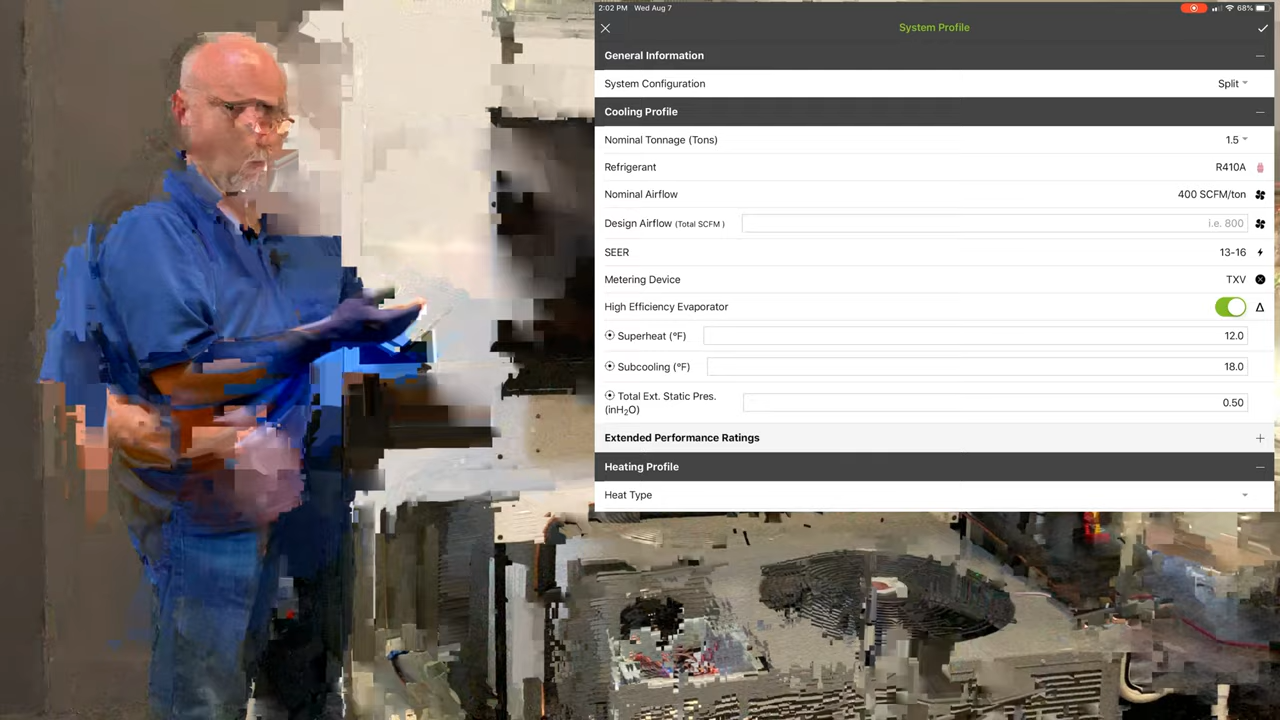 2:02 PM Wed Aug 7 68%
System Profile
General Information
System Configuration Split
Cooling Profile
Nominal Tonnage (Tons) 1.5
Refrigerant R410A
Nominal Airflow 400 SCFM/ton
Design Airflow (Total SCFM ) i.e. 800
SEER 13-16
Metering Device TXV
High Efficiency Evaporator
Superheat (°F) 12.0
Subcooling (°F) 18.0
Total Ext. Static Pres.
(inH₂O) 0.50
Extended Performance Ratings
Heating Profile
Heat Type